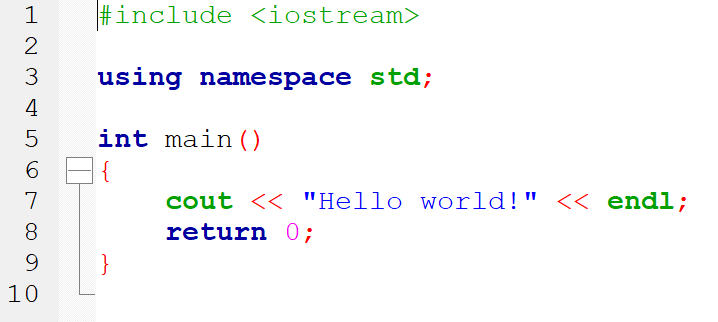 1 #include <iostream>
2
3 using namespace std;
4
5 int main()
6 {
7     cout << "Hello world!" << endl;
8     return 0;
9 }
10